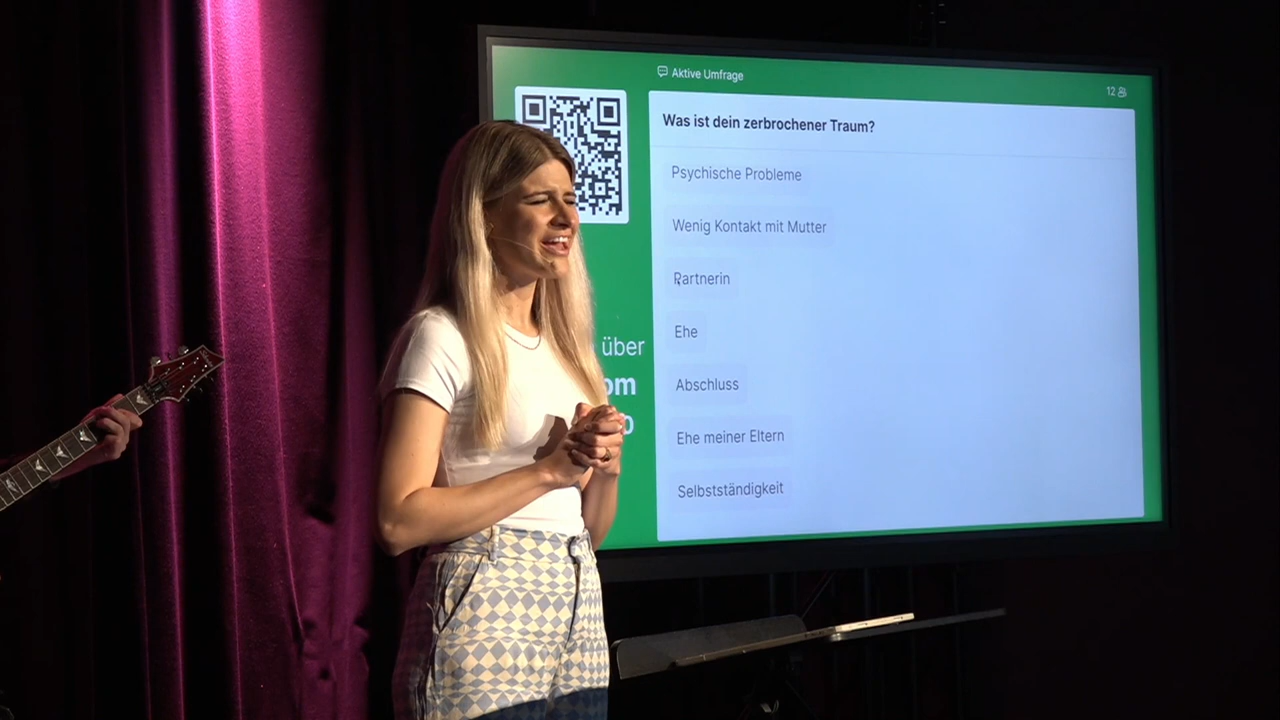 Aktive Umfrage
12
Was ist dein zerbrochener Traum?
Psychische Probleme
Wenig Kontakt mit Mutter
Partnerin
Ehe
Abschluss
Ehe meiner Eltern
Selbstständigkeit
über